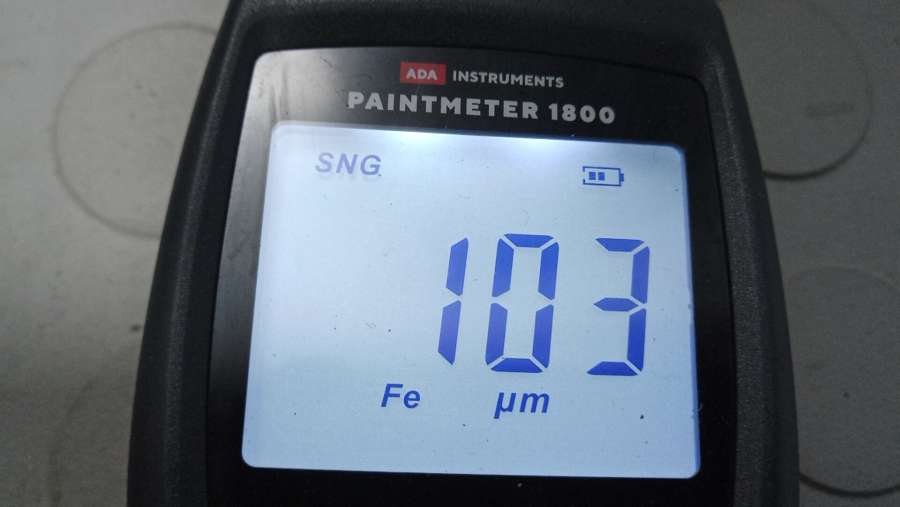 ADA INSTRUMENTS
PAINTMETER 1800
SNG
103
Fe µm